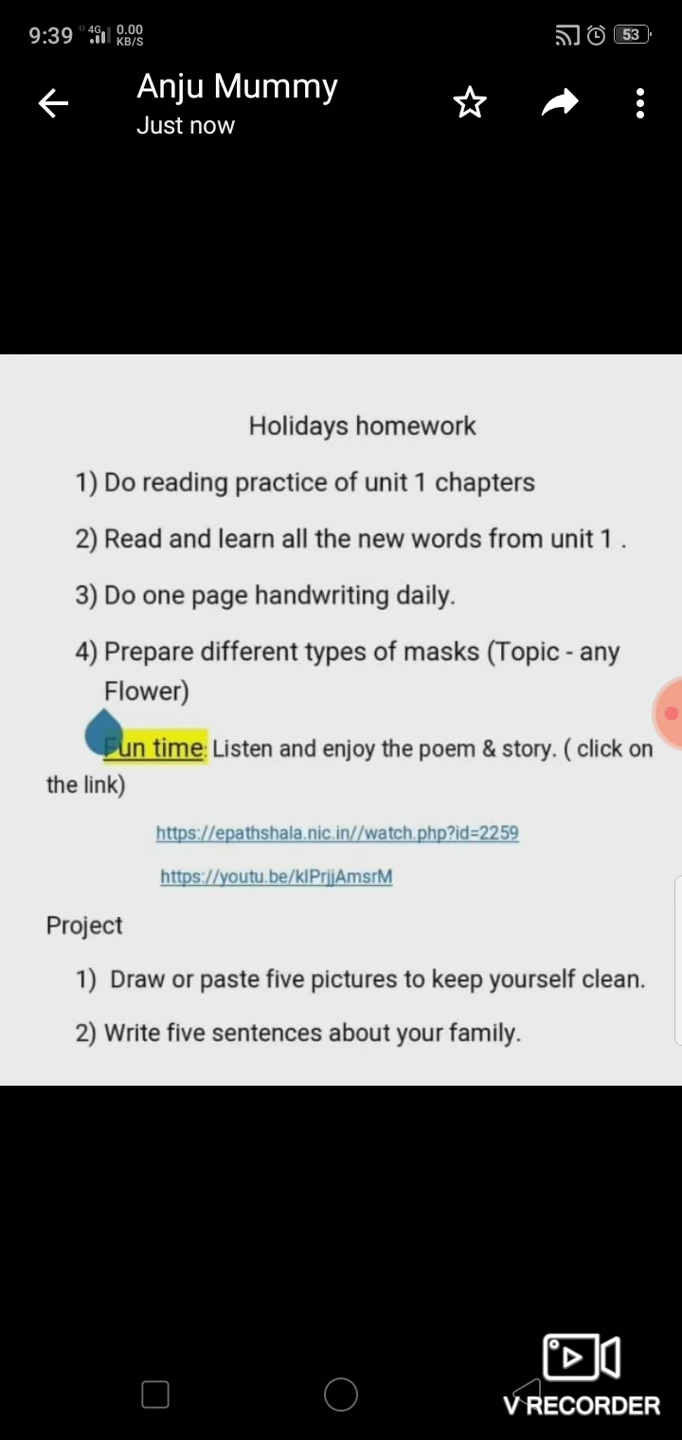 9:39 4G 0.00 KB/S 53
Anju Mummy
Just now
Holidays homework
1) Do reading practice of unit 1 chapters
2) Read and learn all the new words from unit 1 .
3) Do one page handwriting daily.
4) Prepare different types of masks (Topic - any
Flower)
Fun time: Listen and enjoy the poem & story. ( click on
the link)
https://epathshala.nic.in//watch.php?id=2259
https://youtu.be/klPrjjAmsrM
Project
1) Draw or paste five pictures to keep yourself clean.
2) Write five sentences about your family.
V RECORDER